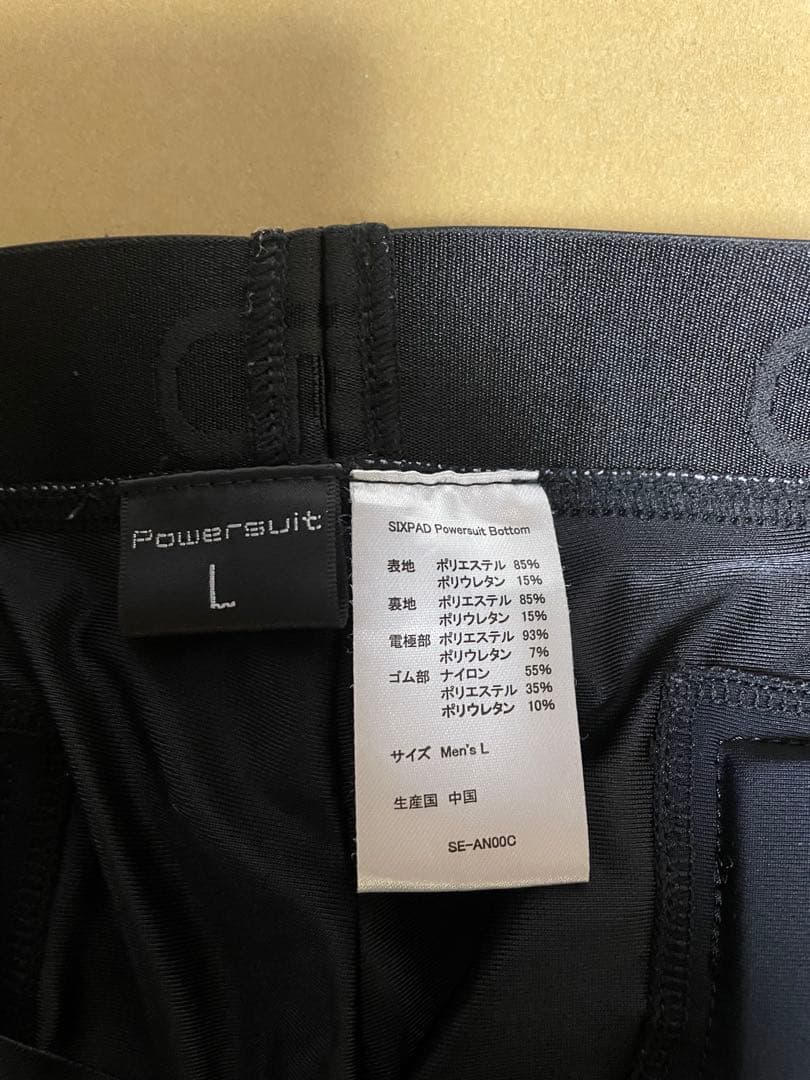 Powersuit
L
SIXPAD Powersuit Bottom
表地 ポリエステル 85%
ポリウレタン 15%
裏地 ポリエステル 85%
ポリウレタン 15%
電極部 ポリエステル 93%
ポリウレタン 7%
ゴム部 ナイロン 55%
ポリエステル 35%
ポリウレタン 10%
サイズ Men's L
生産国 中国
SE-AN00C